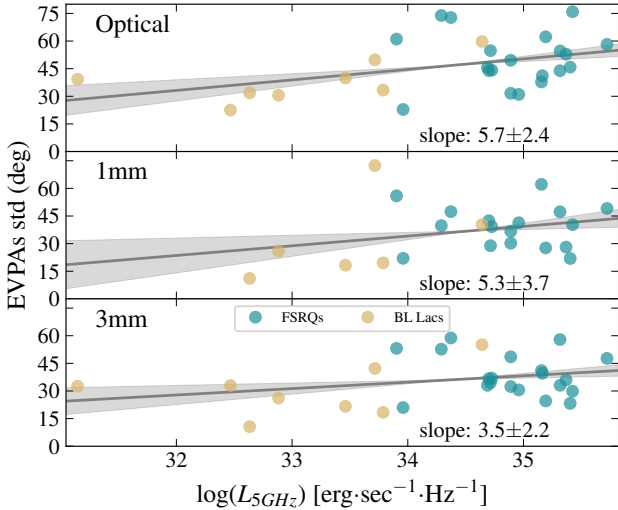 Optical
75
60
45
30
15
0
slope: 5.7±2.4
1mm
60
45
30
15
0
slope: 5.3±3.7
EVPAs std (deg)
3mm
FSRQs
BL Lacs
60
45
30
15
0
slope: 3.5±2.2
32 33 34 35
log(L5GHz) [erg·sec−1·Hz−1]